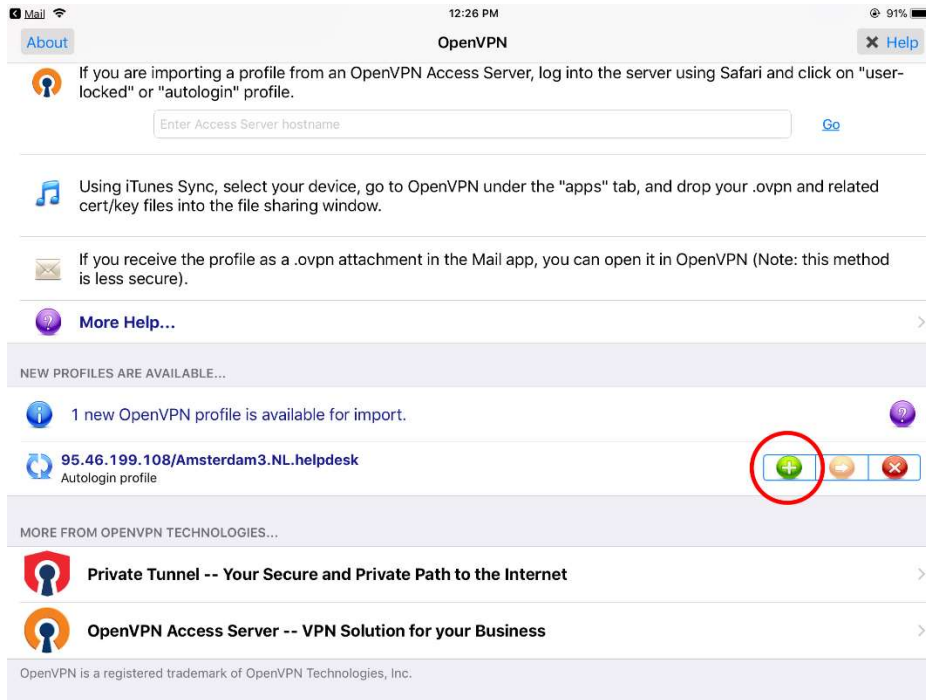 Mail
12:26 PM
91%
About
OpenVPN
Help
If you are importing a profile from an OpenVPN Access Server, log into the server using Safari and click on "user-
locked" or "autologin" profile.
Enter Access Server hostname
Go
Using iTunes Sync, select your device, go to OpenVPN under the "apps" tab, and drop your .ovpn and related
cert/key files into the file sharing window.
If you receive the profile as a .ovpn attachment in the Mail app, you can open it in OpenVPN (Note: this method
is less secure).
More Help...
NEW PROFILES ARE AVAILABLE...
1 new OpenVPN profile is available for import.
95.46.199.108/Amsterdam3.NL.helpdesk
Autologin profile
MORE FROM OPENVPN TECHNOLOGIES...
Private Tunnel -- Your Secure and Private Path to the Internet
OpenVPN Access Server -- VPN Solution for your Business
OpenVPN is a registered trademark of OpenVPN Technologies, Inc.